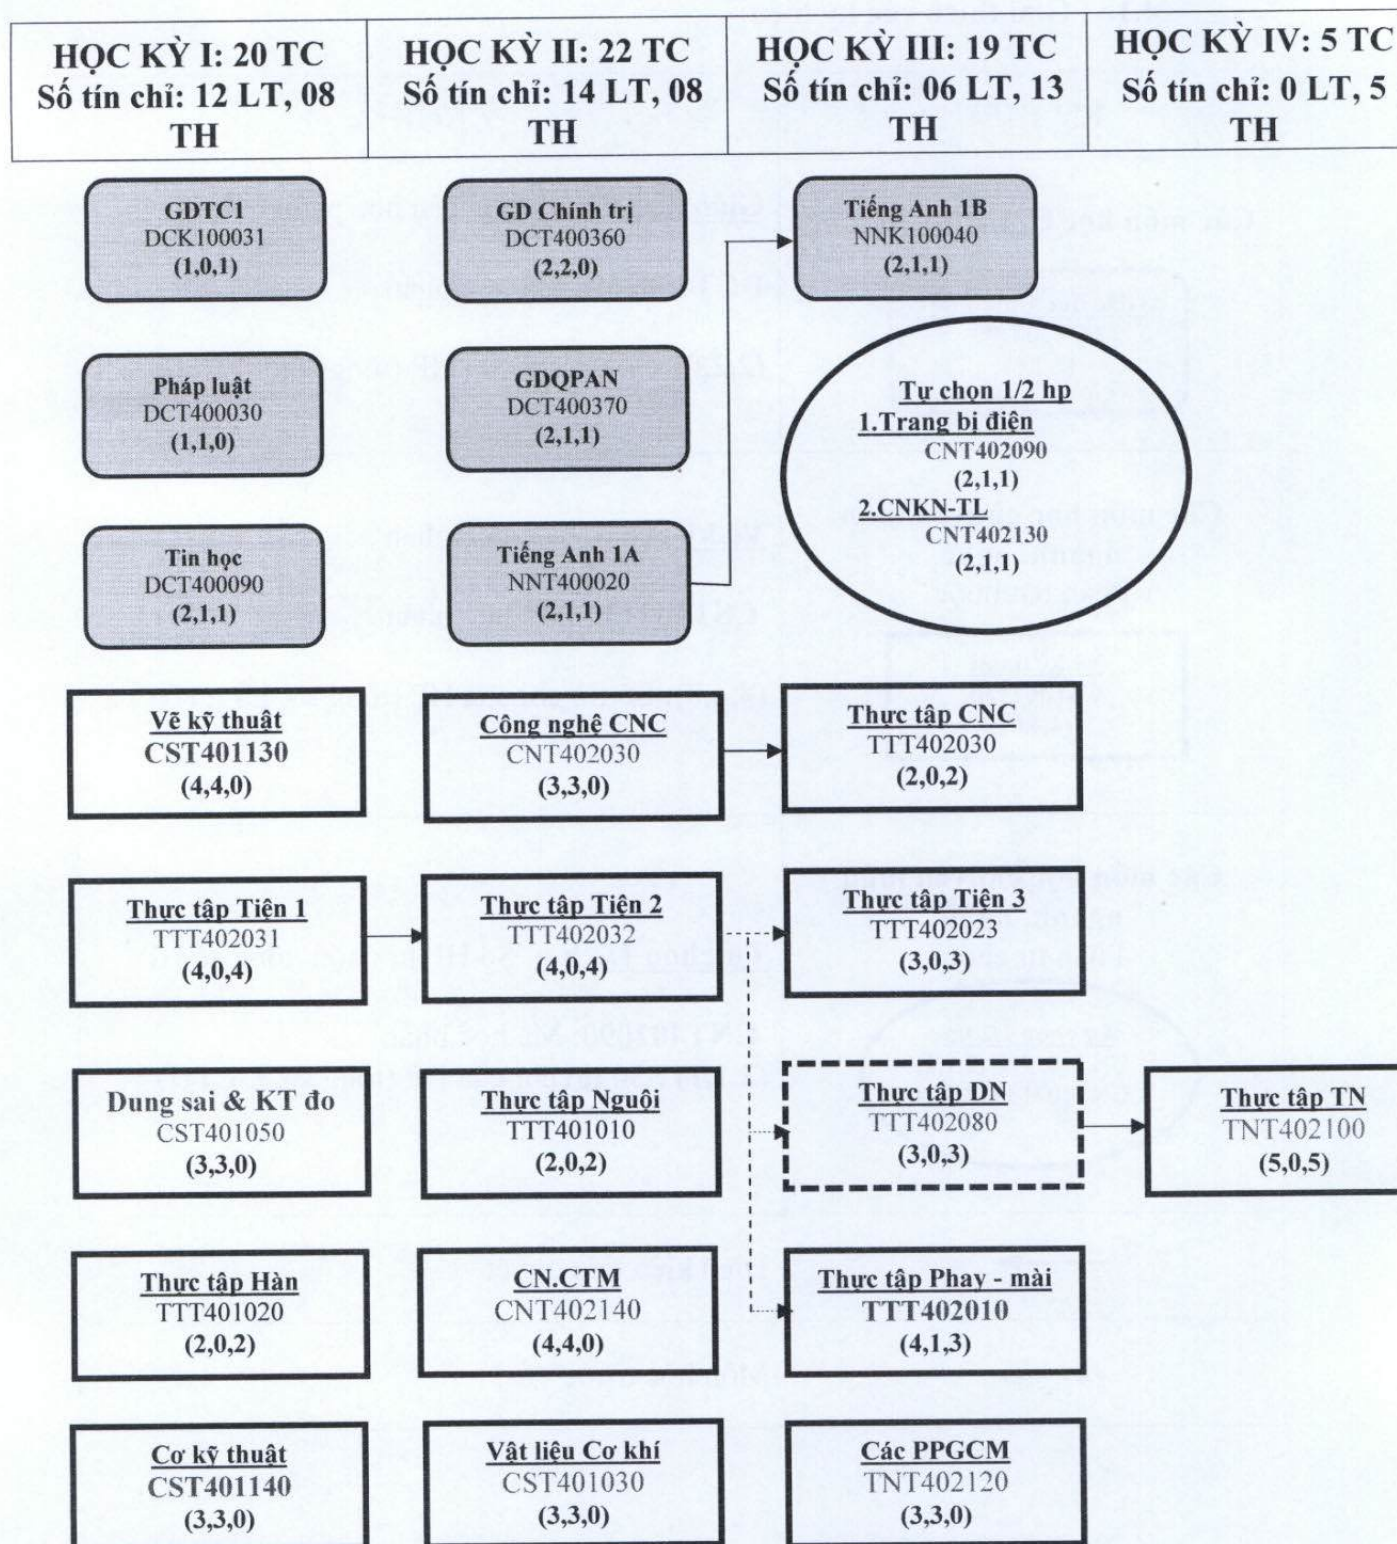 HỌC KỲ I: 20 TC
Số tín chỉ: 12 LT, 08
TH
HỌC KỲ II: 22 TC
Số tín chỉ: 14 LT, 08
TH
HỌC KỲ III: 19 TC
Số tín chỉ: 06 LT, 13
TH
HỌC KỲ IV: 5 TC
Số tín chỉ: 0 LT, 5
TH
GDTC1
DCK100031
(1,0,1)
GD Chính trị
DCT400360
(2,2,0)
Tiếng Anh 1B
NNK100040
(2,1,1)
Pháp luật
DCT400030
(1,1,0)
GDQPAN
DCT400370
(2,1,1)
Tự chọn 1/2 hp
1.Trang bị điện
CNT402090
(2,1,1)
2.CNKN-TL
CNT402130
(2,1,1)
Tin học
DCT400090
(2,1,1)
Tiếng Anh 1A
NNT400020
(2,1,1)
Vẽ kỹ thuật
CST401130
(4,4,0)
Công nghệ CNC
CNT402030
(3,3,0)
Thực tập CNC
TTT402030
(2,0,2)
Thực tập Tiện 1
TTT402031
(4,0,4)
Thực tập Tiện 2
TTT402032
(4,0,4)
Thực tập Tiện 3
TTT402023
(3,0,3)
Dung sai & KT đo
CST401050
(3,3,0)
Thực tập Nguội
TTT401010
(2,0,2)
Thực tập DN
TTT402080
(3,0,3)
Thực tập TN
TNT402100
(5,0,5)
Thực tập Hàn
TTT401020
(2,0,2)
CN.CTM
CNT402140
(4,4,0)
Thực tập Phay - mài
TTT402010
(4,1,3)
Cơ kỹ thuật
CST401140
(3,3,0)
Vật liệu Cơ khí
CST401030
(3,3,0)
Các PPGCM
TNT402120
(3,3,0)